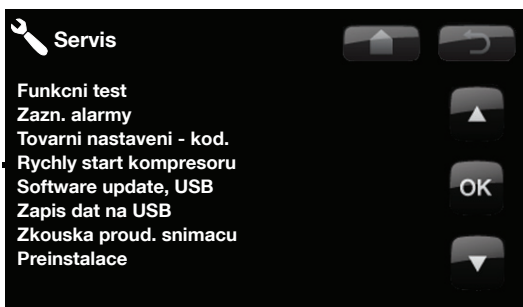 Servis
Funkcni test
Zazn. alarmy
Tovarni nastaveni - kod.
Rychly start kompresoru
Software update, USB
Zapis dat na USB
Zkouska proud. snimacu
Preinstalace
OK